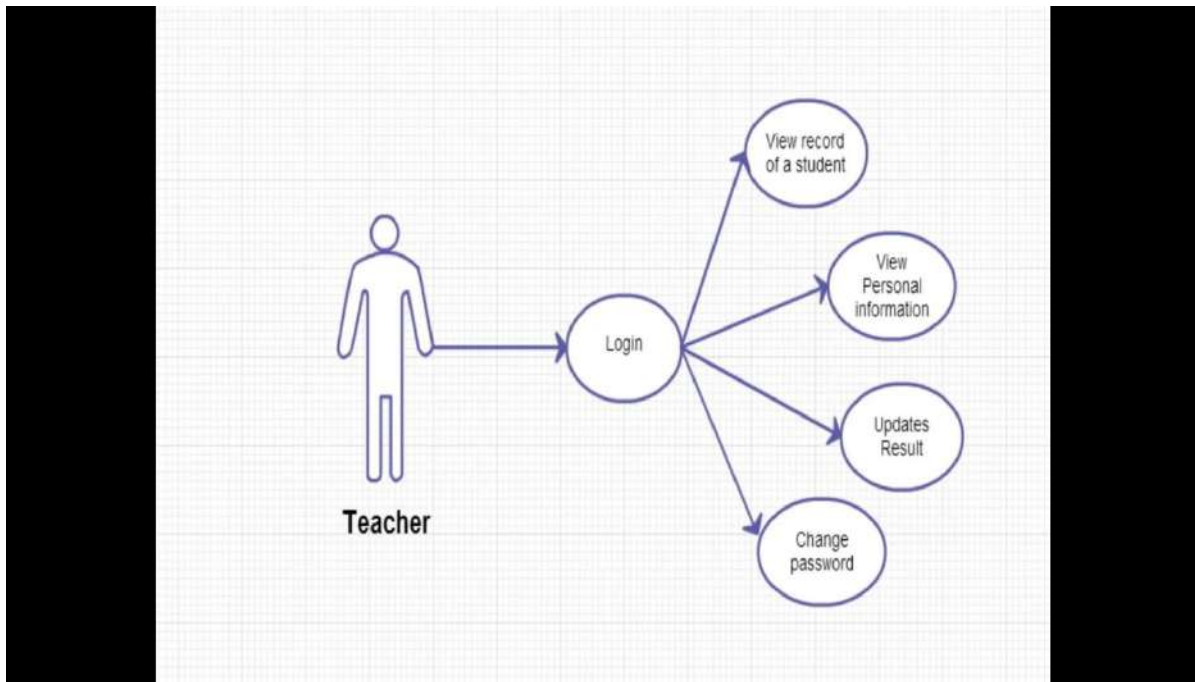 View record
of a student
View
Personal
information
Login
Updates
Result
Teacher
Change
password